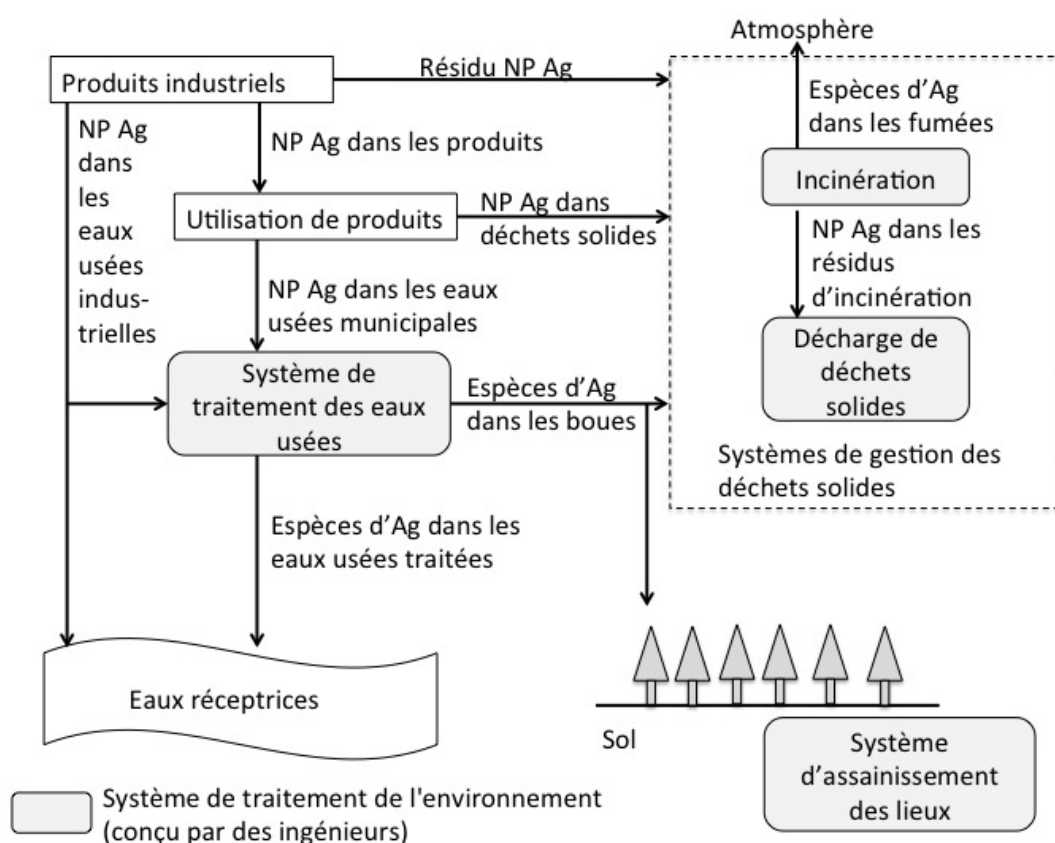 Atmosphère
Produits industriels
Résidu NP Ag
Espèces d'Ag
dans les fumées
NP Ag
dans
les
eaux
usées
indus-
trielles
NP Ag dans les produits
Incinération
Utilisation de produits
NP Ag dans
déchets solides
NP Ag dans les
résidus
d'incinération
NP Ag dans les eaux
usées municipales
Décharge de
déchets
solides
Système de
traitement des eaux
usées
Espèces d'Ag
dans les boues
Systèmes de gestion des
déchets solides
Espèces d'Ag dans les
eaux usées traitées
Eaux réceptrices
Sol
Système
d'assainissement
des lieux
Système de traitement de l'environnement
(conçu par des ingénieurs)